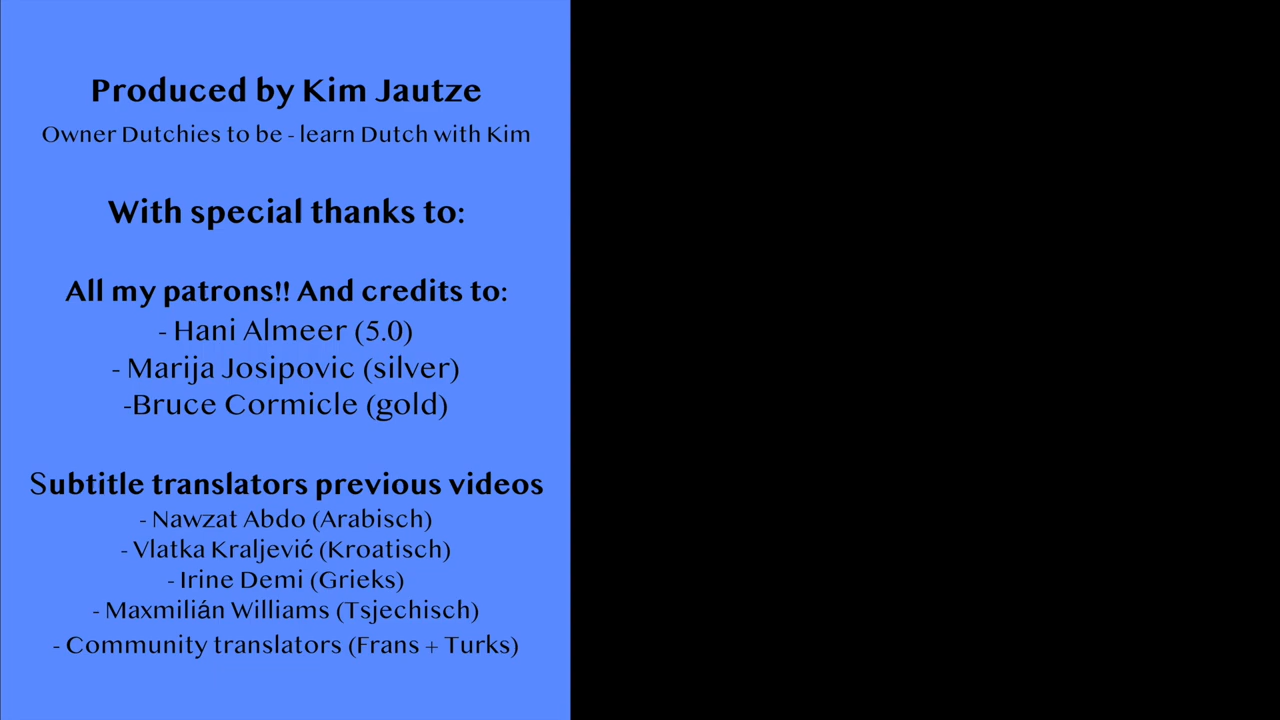 Produced by Kim Jautze
Owner Dutchies to be - learn Dutch with Kim
With special thanks to:
All my patrons!! And credits to:
- Hani Almeer (5.0)
- Marija Josipovic (silver)
-Bruce Cormicle (gold)
Subtitle translators previous videos
- Nawzat Abdo (Arabisch)
- Vlatka Kraljević (Kroatisch)
- Irine Demi (Grieks)
- Maxmilián Williams (Tsjechisch)
- Community translators (Frans + Turks)